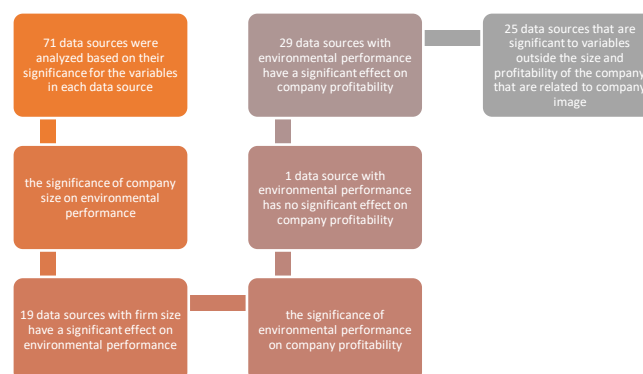 71 data sources were
analyzed based on their
significance for the variables
in each data source
the significance of company
size on environmental
performance
19 data sources with firm size
have a significant effect on
environmental performance
the significance of
environmental performance
on company profitability
1 data source with
environmental performance
has no significant effect on
company profitability
29 data sources with
environmental performance
have a significant effect on
company profitability
25 data sources that are
significant to variables
outside the size and
profitability of the company
that are related to company
image